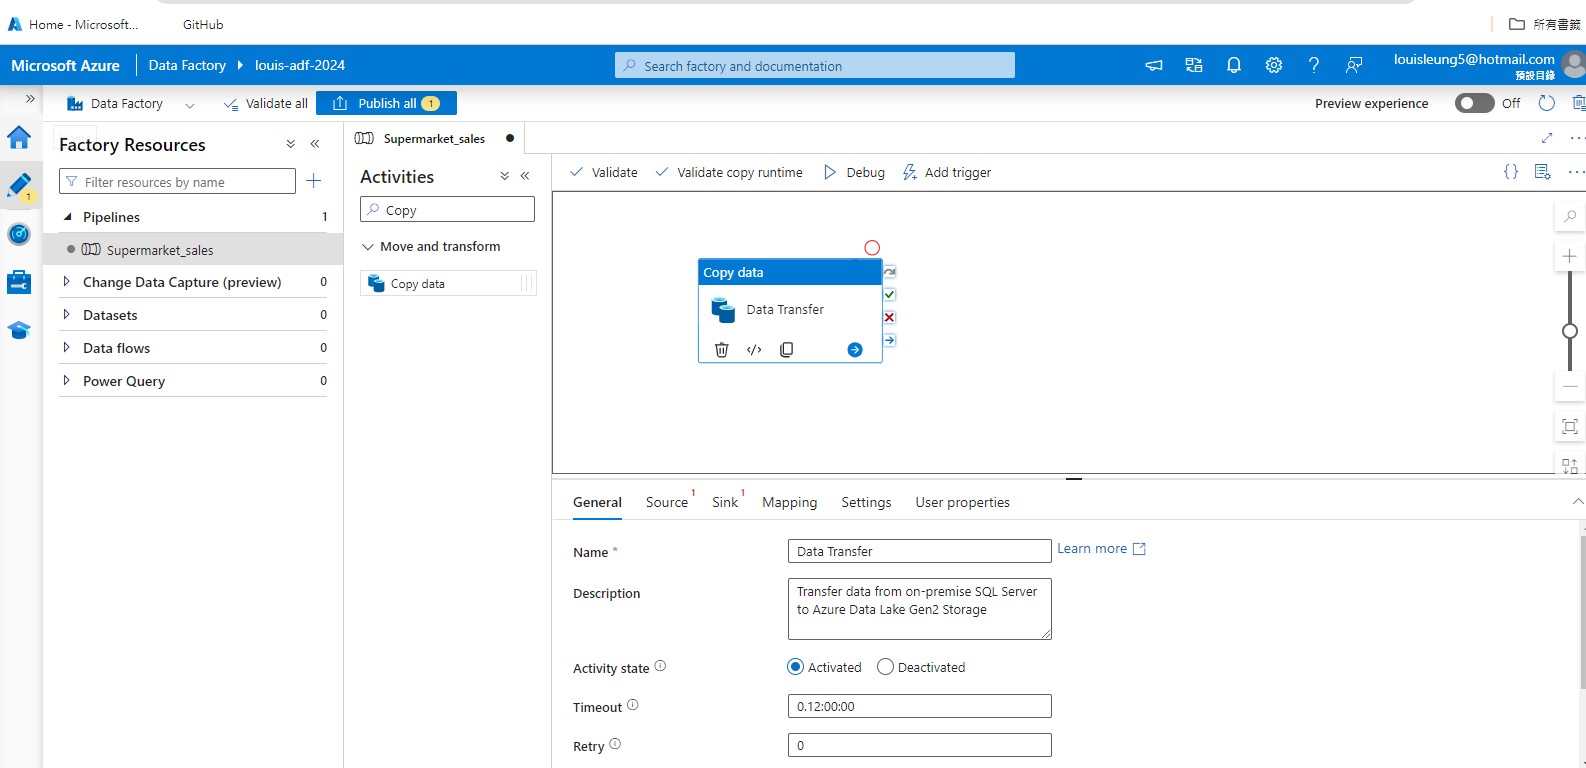 Home - Microsoft...
GitHub
所有書籤
Microsoft Azure
Data Factory
louis-adf-2024
Search factory and documentation
louisleung5@hotmail.com
預設目錄
Data Factory
Validate all
Publish all 1
Preview experience
Off
1
Factory Resources
Filter resources by name
Pipelines 1
Supermarket_sales
Change Data Capture (preview) 0
Datasets 0
Data flows 0
Power Query 0
Supermarket_sales
Activities
Copy
Move and transform
Copy data
Validate
Validate copy runtime
Debug
Add trigger
Copy data
Data Transfer
General
Source 1
Sink 1
Mapping
Settings
User properties
Name *
Data Transfer
Learn more
Description
Transfer data from on-premise SQL Server
to Azure Data Lake Gen2 Storage
Activity state
Activated
Deactivated
Timeout
0.12:00:00
Retry
0